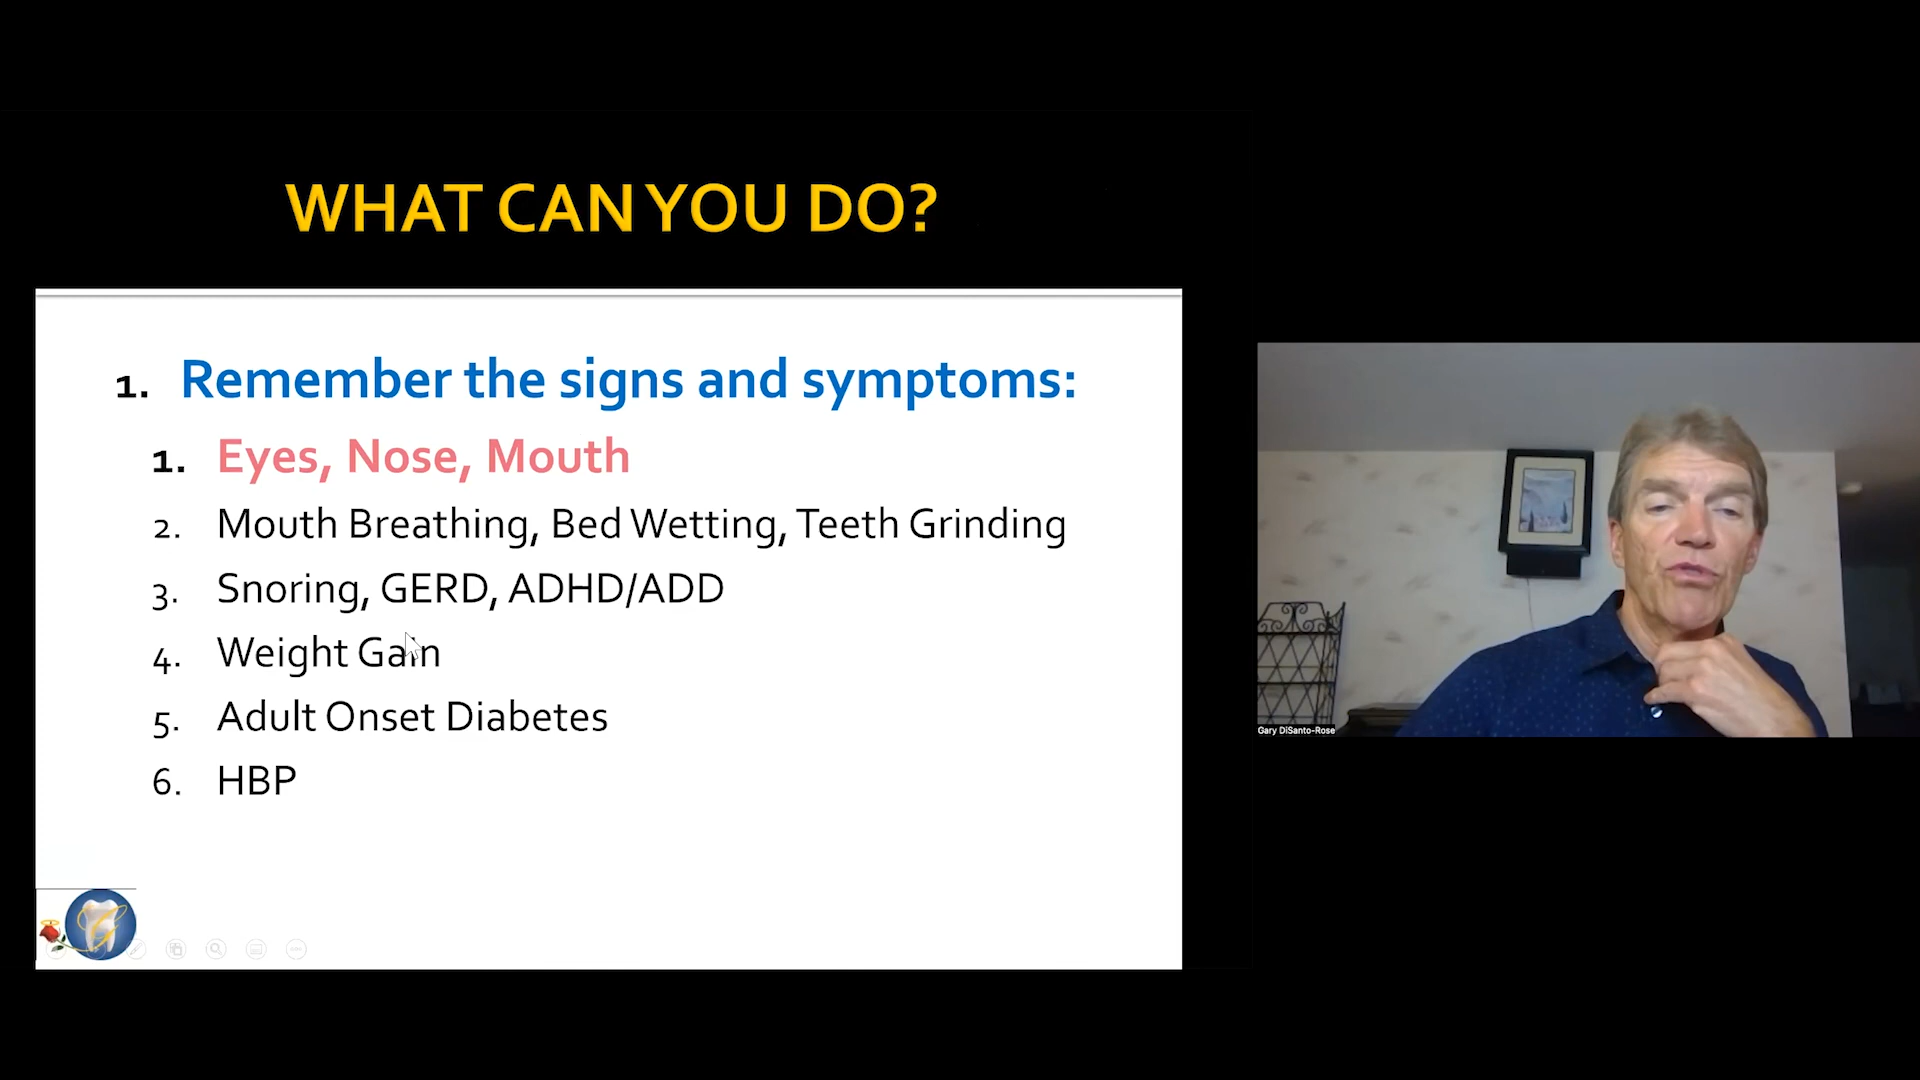 WHAT CAN YOU DO?
1. Remember the signs and symptoms:
1. Eyes, Nose, Mouth
2. Mouth Breathing, Bed Wetting, Teeth Grinding
3. Snoring, GERD, ADHD/ADD
4. Weight Gain
5. Adult Onset Diabetes
6. HBP
Gary DiSanto-Rose